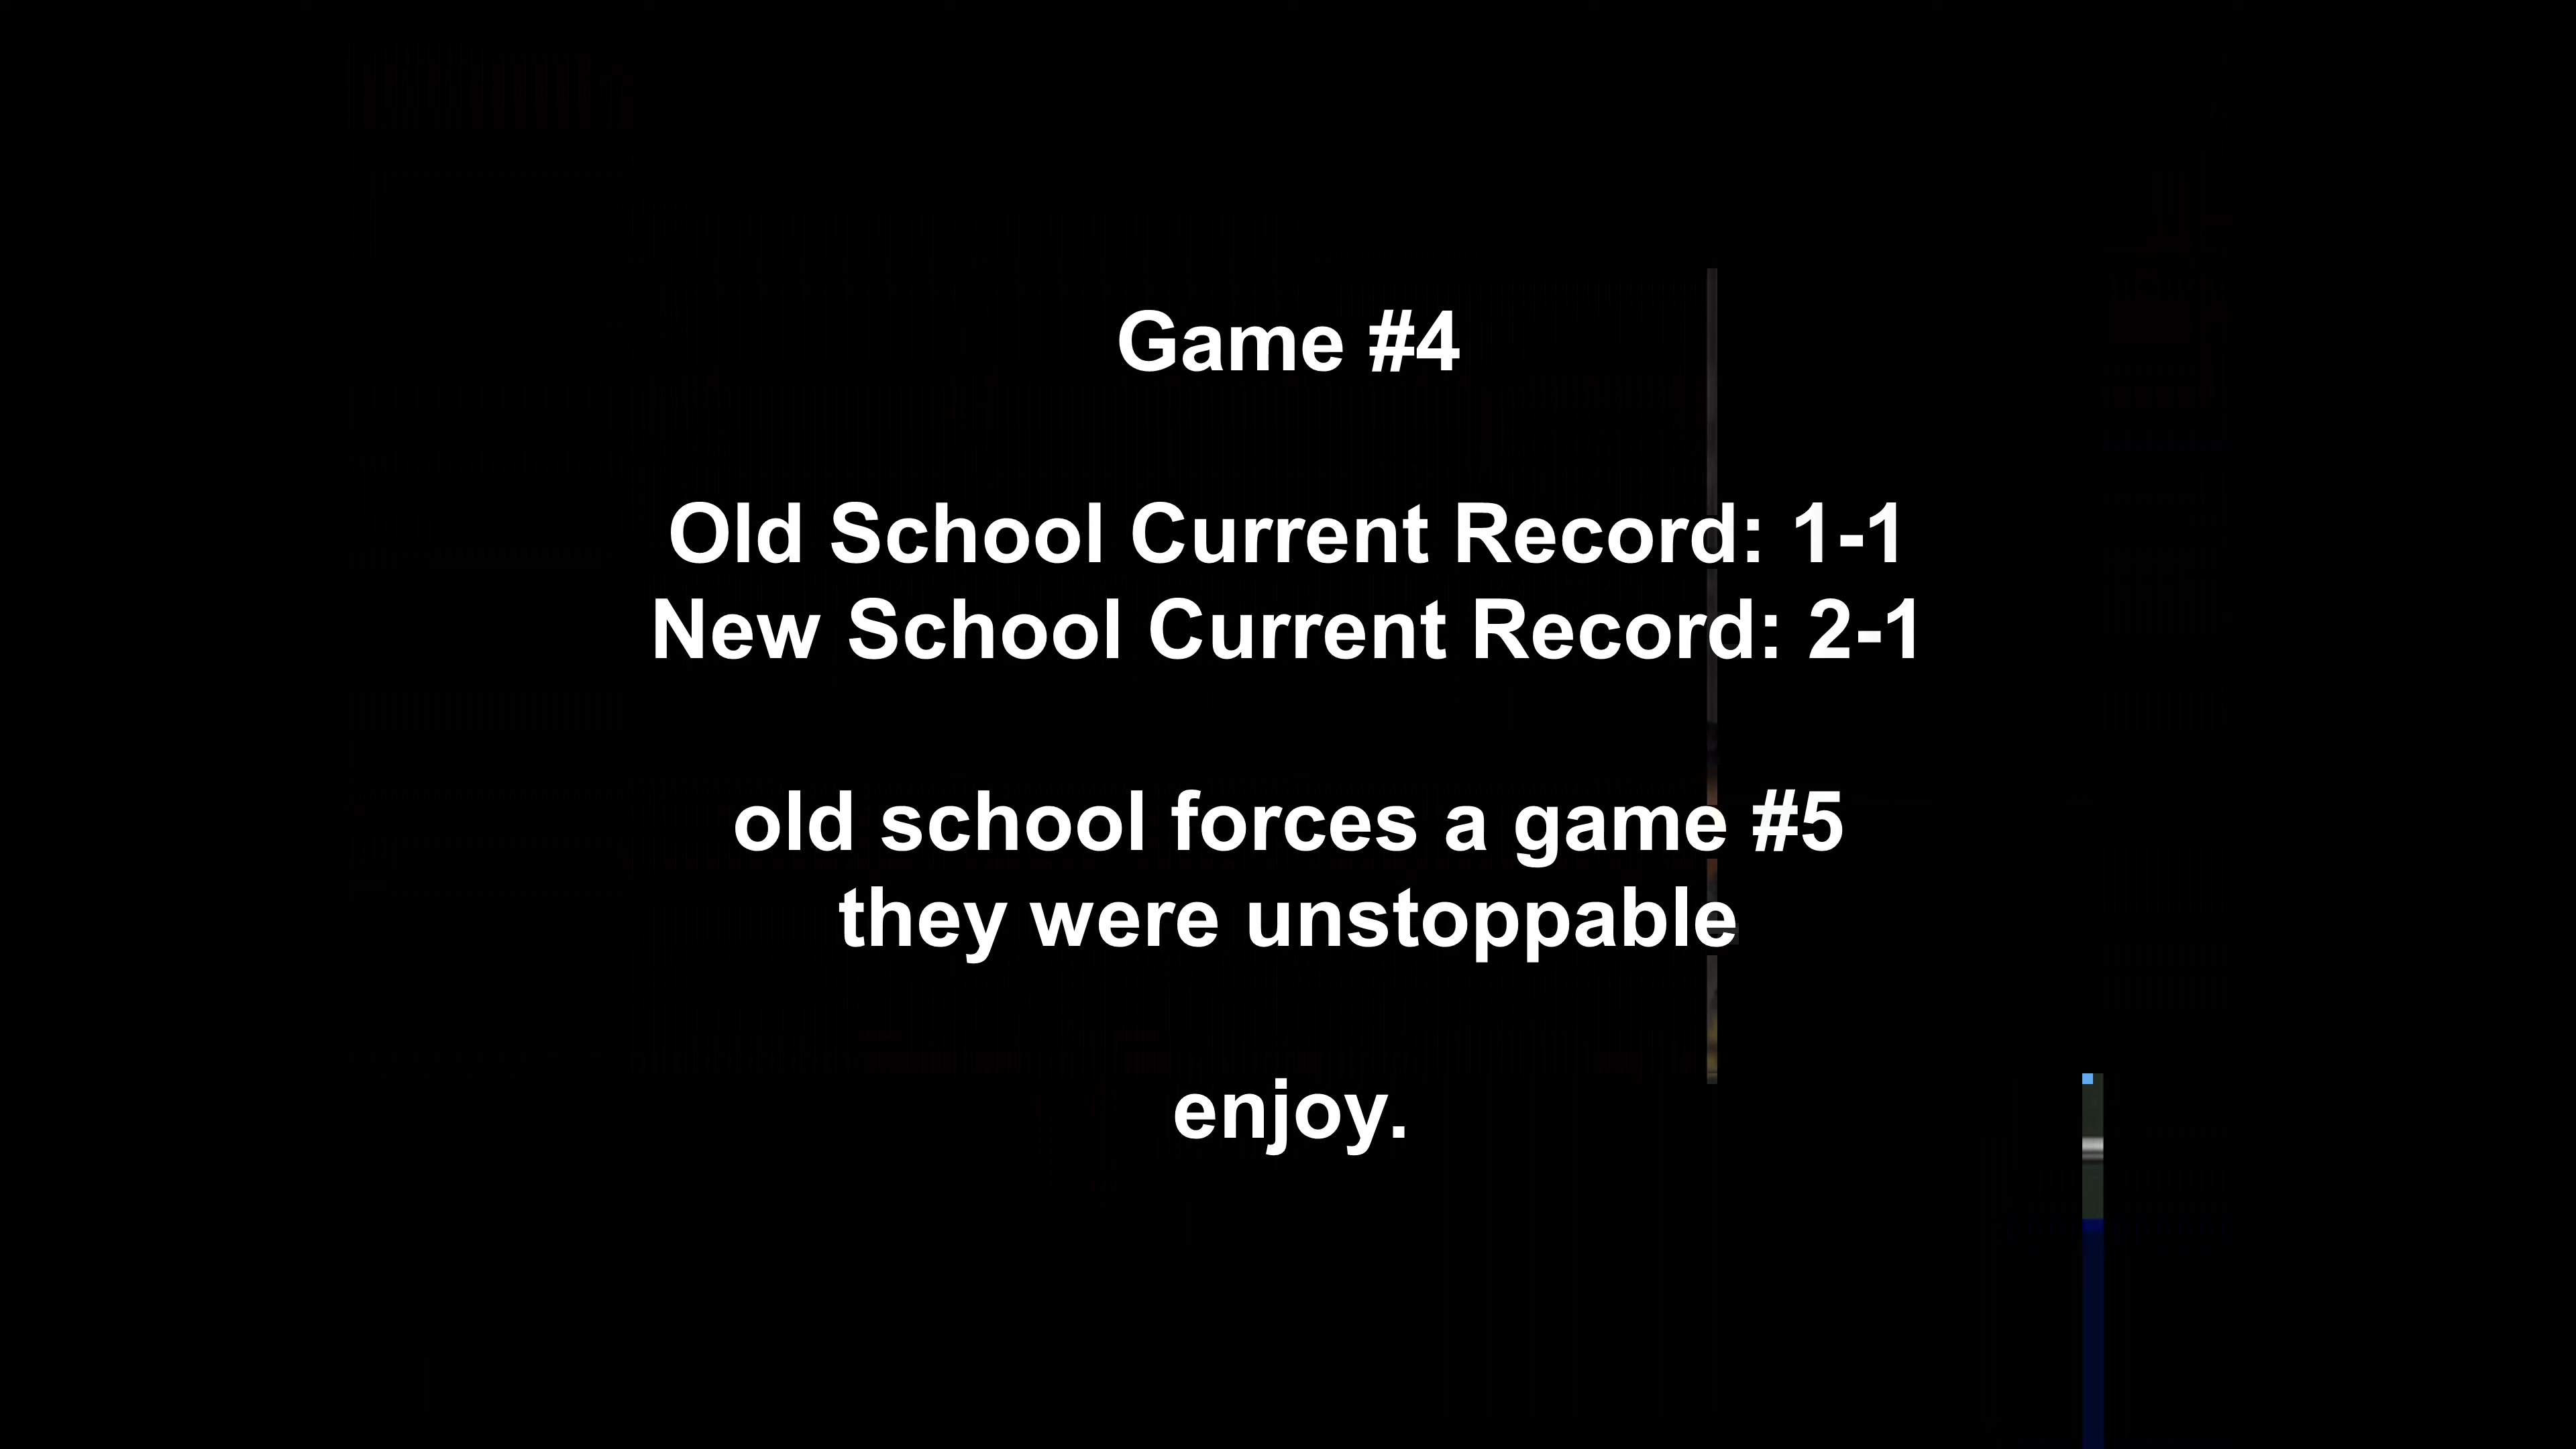 Game #4
Old School Current Record: 1-1
New School Current Record: 2-1
old school forces a game #5
they were unstoppable
enjoy.